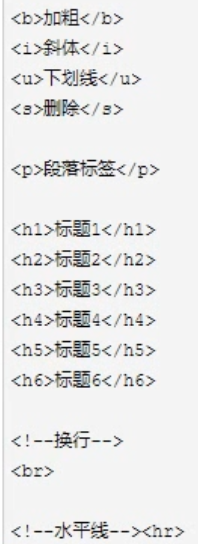 <b>加粗</b>
<i>斜体</i>
<u>下划线</u>
<s>删除</s>
<p>段落标签</p>
<h1>标题1</h1>
<h2>标题2</h2>
<h3>标题3</h3>
<h4>标题4</h4>
<h5>标题5</h5>
<h6>标题6</h6>
<!--换行-->
<br>
<!--水平线--><hr>